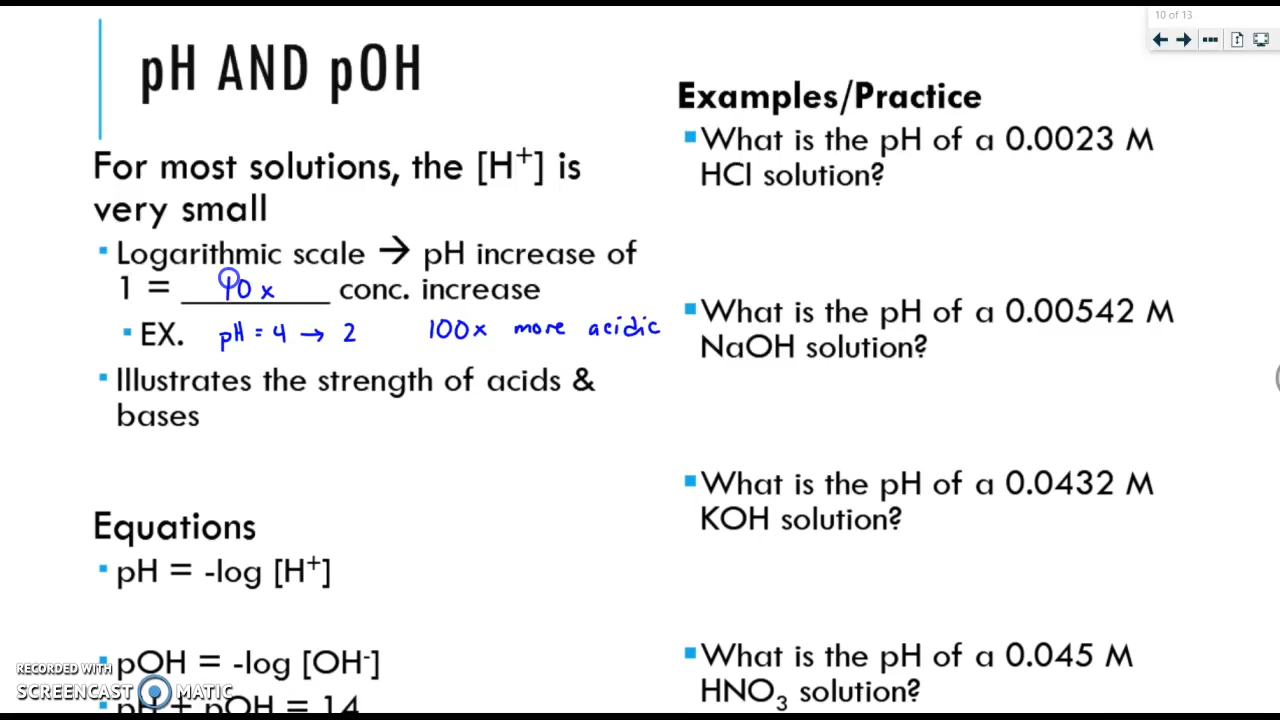 10 of 13
pH AND pOH
For most solutions, the [H⁺] is
very small
▪ Logarithmic scale → pH increase of
1 = 10 x conc. increase
▪ EX. pH = 4 → 2 100x more acidic
▪ Illustrates the strength of acids &
bases
Equations
▪ pH = -log [H⁺]
▪ pOH = -log [OH⁻]
▪ pH + pOH = 14
Examples/Practice
▪ What is the pH of a 0.0023 M
HCl solution?
▪ What is the pH of a 0.00542 M
NaOH solution?
▪ What is the pH of a 0.0432 M
KOH solution?
▪ What is the pH of a 0.045 M
HNO₃ solution?
RECORDED WITH
SCREENCAST MATIC